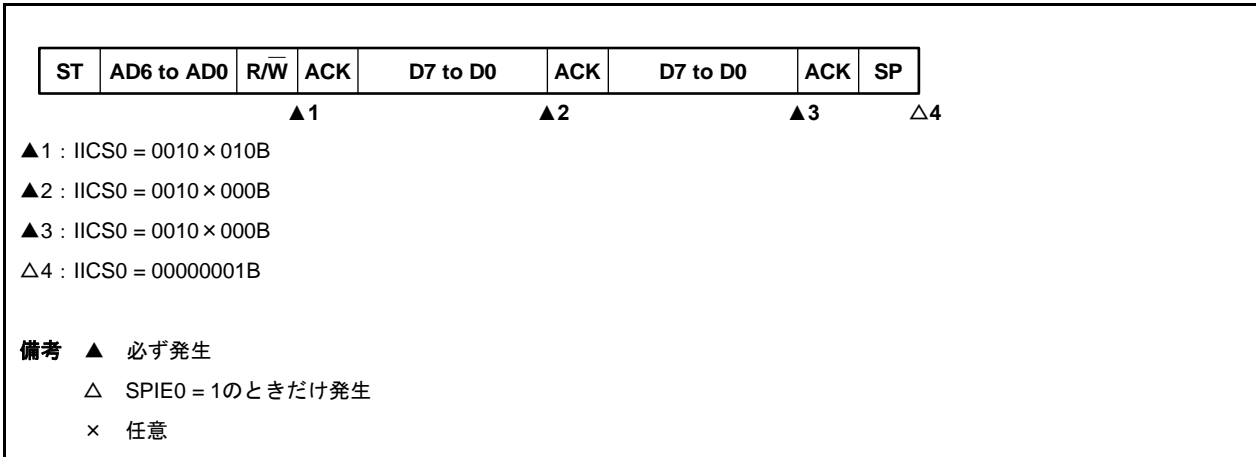 ST AD6 to AD0 R/W̅ ACK D7 to D0 ACK D7 to D0 ACK SP
▲1 ▲2 ▲3 △4
▲1：IICS0 = 0010×010B
▲2：IICS0 = 0010×000B
▲3：IICS0 = 0010×000B
△4：IICS0 = 00000001B
備考 ▲ 必ず発生
△ SPIE0 = 1のときだけ発生
× 任意